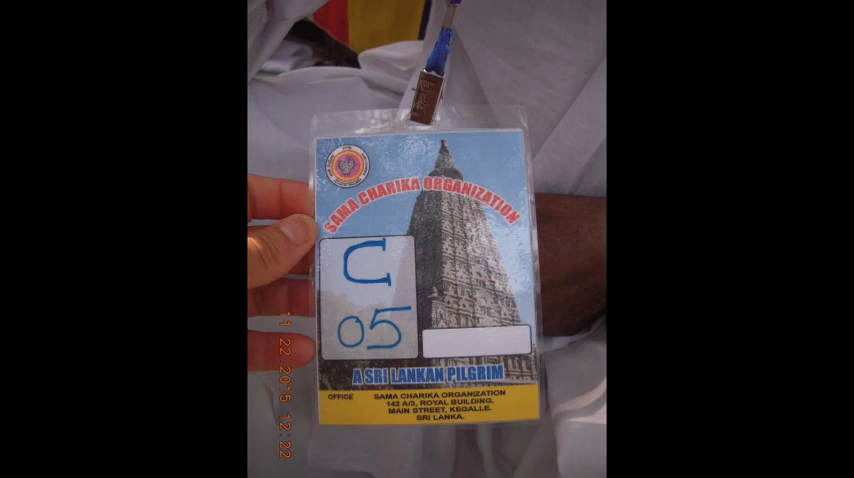 SAMA CHARIKA ORGANIZATION
C
05
A SRI LANKAN PILGRIM
OFFICE SAMA CHARIKA ORGANIZATION
142 A/3, ROYAL BUILDING,
MAIN STREET, KEGALLE.
SRI LANKA.
11 22 2015 12:22